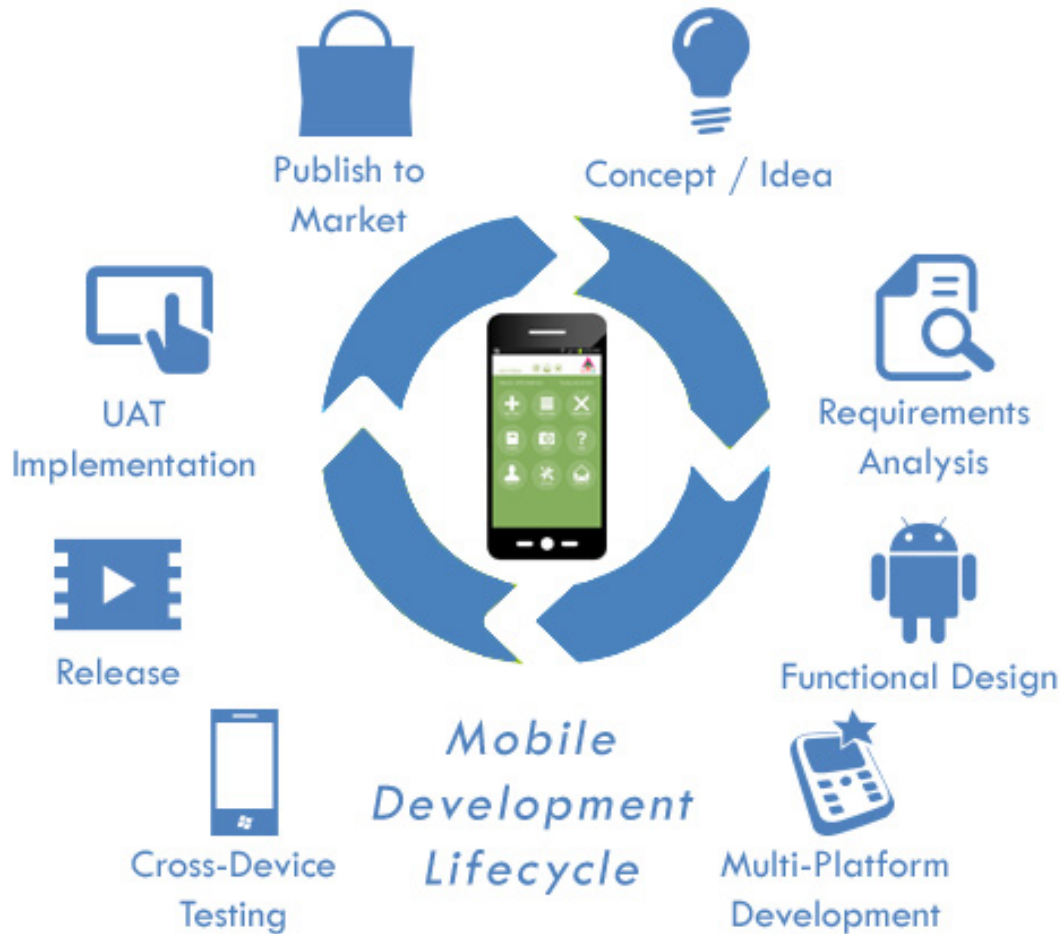 Publish to
Market
Concept / Idea
Requirements
Analysis
Functional Design
Multi-Platform
Development
Cross-Device
Testing
Release
UAT
Implementation
Mobile
Development
Lifecycle
?